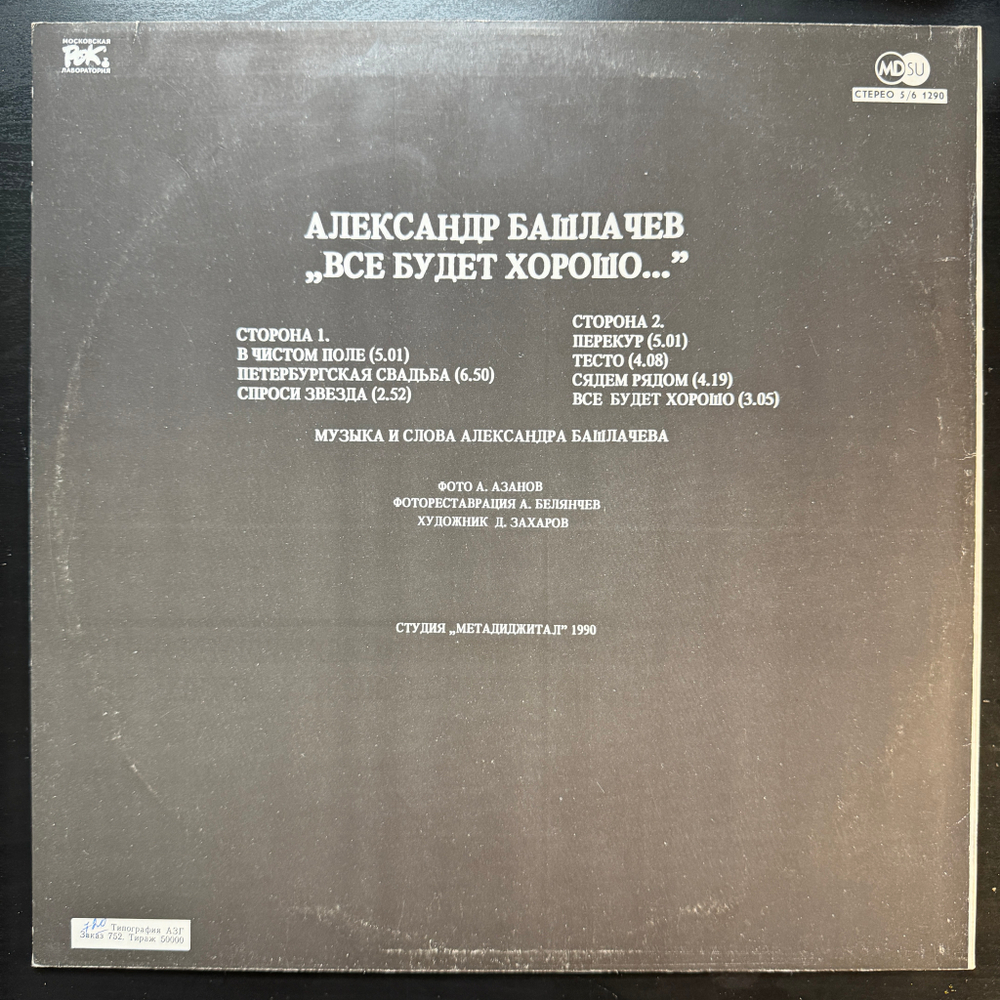 МОСКОВСКАЯ
РОК
ЛАБОРАТОРИЯ
MDSU
СТЕРЕО 5/6 1290
АЛЕКСАНДР БАШЛАЧЕВ
„ВСЕ БУДЕТ ХОРОШО...”
СТОРОНА 1.
В ЧИСТОМ ПОЛЕ (5.01)
ПЕТЕРБУРГСКАЯ СВАДЬБА (6.50)
СПРОСИ ЗВЕЗДА (2.52)
СТОРОНА 2.
ПЕРЕКУР (5.01)
ТЕСТО (4.08)
СЯДЕМ РЯДОМ (4.19)
ВСЕ БУДЕТ ХОРОШО (3.05)
МУЗЫКА И СЛОВА АЛЕКСАНДРА БАШЛАЧЕВА
ФОТО А. АЗАНОВ
ФОТОРЕСТАВРАЦИЯ А. БЕЛЯНЧЕВ
ХУДОЖНИК Д. ЗАХАРОВ
СТУДИЯ „МЕТАДИДЖИТАЛ” 1990
Типография АЗГ
Заказ 752. Тираж 50000